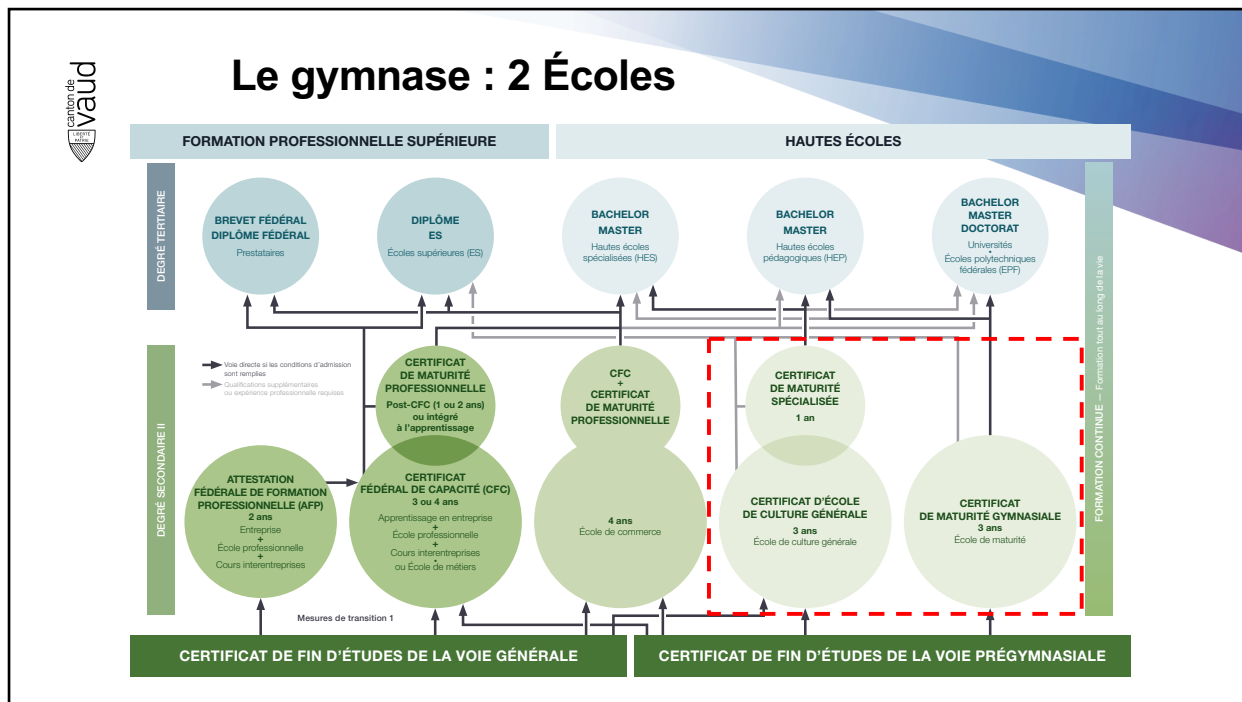 canton de
vaud
LIBERTÉ
ET
PATRIE
Le gymnase : 2 Écoles
FORMATION PROFESSIONNELLE SUPÉRIEURE
HAUTES ÉCOLES
DEGRÉ TERTIAIRE
BREVET FÉDÉRAL
DIPLÔME FÉDÉRAL
Prestataires
DIPLÔME
ES
Écoles supérieures (ES)
BACHELOR
MASTER
Hautes écoles
spécialisées (HES)
BACHELOR
MASTER
Hautes écoles
pédagogiques (HEP)
BACHELOR
MASTER
DOCTORAT
Universités
•
Écoles polytechniques
fédérales (EPF)
FORMATION CONTINUE — Formation tout au long de la vie
DEGRÉ SECONDAIRE II
Voie directe si les conditions d'admission
sont remplies
Qualifications supplémentaires
ou expérience professionnelle requises
CERTIFICAT
DE MATURITÉ
PROFESSIONNELLE
Post-CFC (1 ou 2 ans)
ou intégré
à l'apprentissage
CFC
+
CERTIFICAT
DE MATURITÉ
PROFESSIONNELLE
CERTIFICAT
DE MATURITÉ
SPÉCIALISÉE
1 an
ATTESTATION
FÉDÉRALE DE FORMATION
PROFESSIONNELLE (AFP)
2 ans
Entreprise
+
École professionnelle
+
Cours interentreprises
CERTIFICAT
FÉDÉRAL DE CAPACITÉ (CFC)
3 ou 4 ans
Apprentissage en entreprise
+
École professionnelle
+
Cours interentreprises
•
ou École de métiers
4 ans
École de commerce
CERTIFICAT D'ÉCOLE
DE CULTURE GÉNÉRALE
3 ans
École de culture générale
CERTIFICAT
DE MATURITÉ GYMNASIALE
3 ans
École de maturité
Mesures de transition 1
CERTIFICAT DE FIN D'ÉTUDES DE LA VOIE GÉNÉRALE
CERTIFICAT DE FIN D'ÉTUDES DE LA VOIE PRÉGYMNASIALE